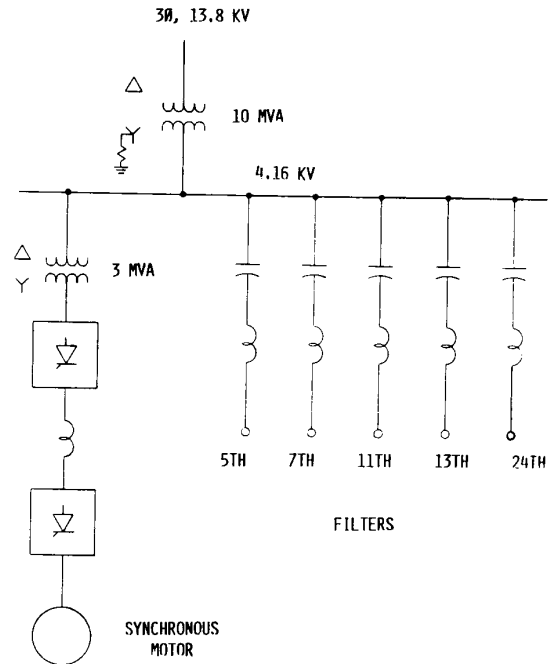 3Ø, 13.8 KV
10 MVA
4.16 KV
3 MVA
5TH 7TH 11TH 13TH 24TH
FILTERS
SYNCHRONOUS
MOTOR